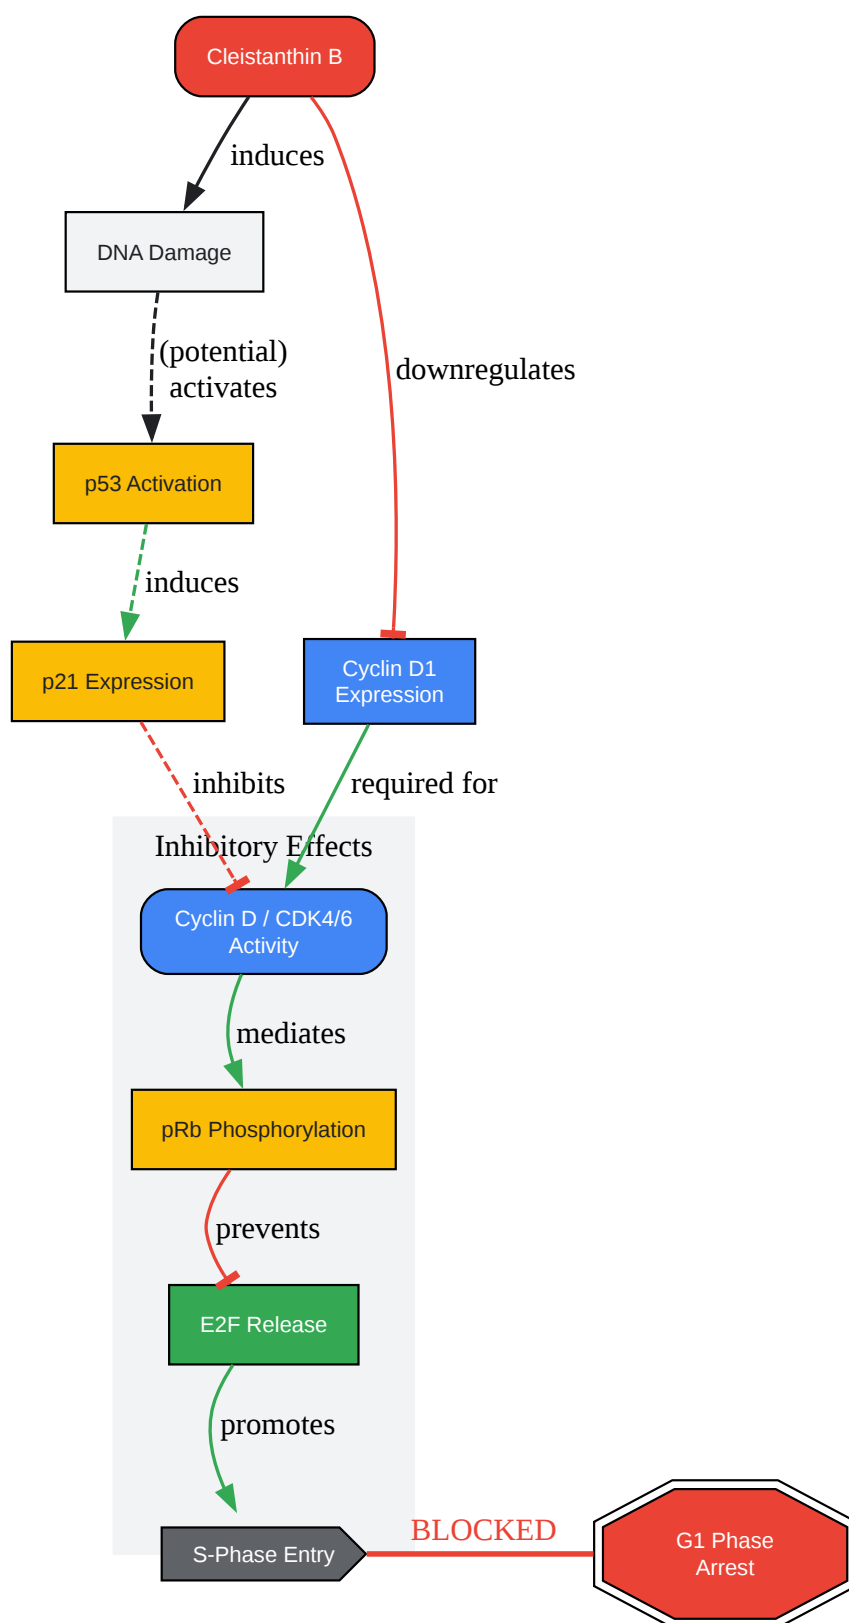 Cleistanthin B
induces
DNA Damage
(potential)
activates
downregulates
p53 Activation
induces
p21 Expression
Cyclin D1
Expression
inhibits
required for
Inhibitory Effects
Cyclin D / CDK4/6
Activity
mediates
pRb Phosphorylation
prevents
E2F Release
promotes
S-Phase Entry
BLOCKED
G1 Phase
Arrest